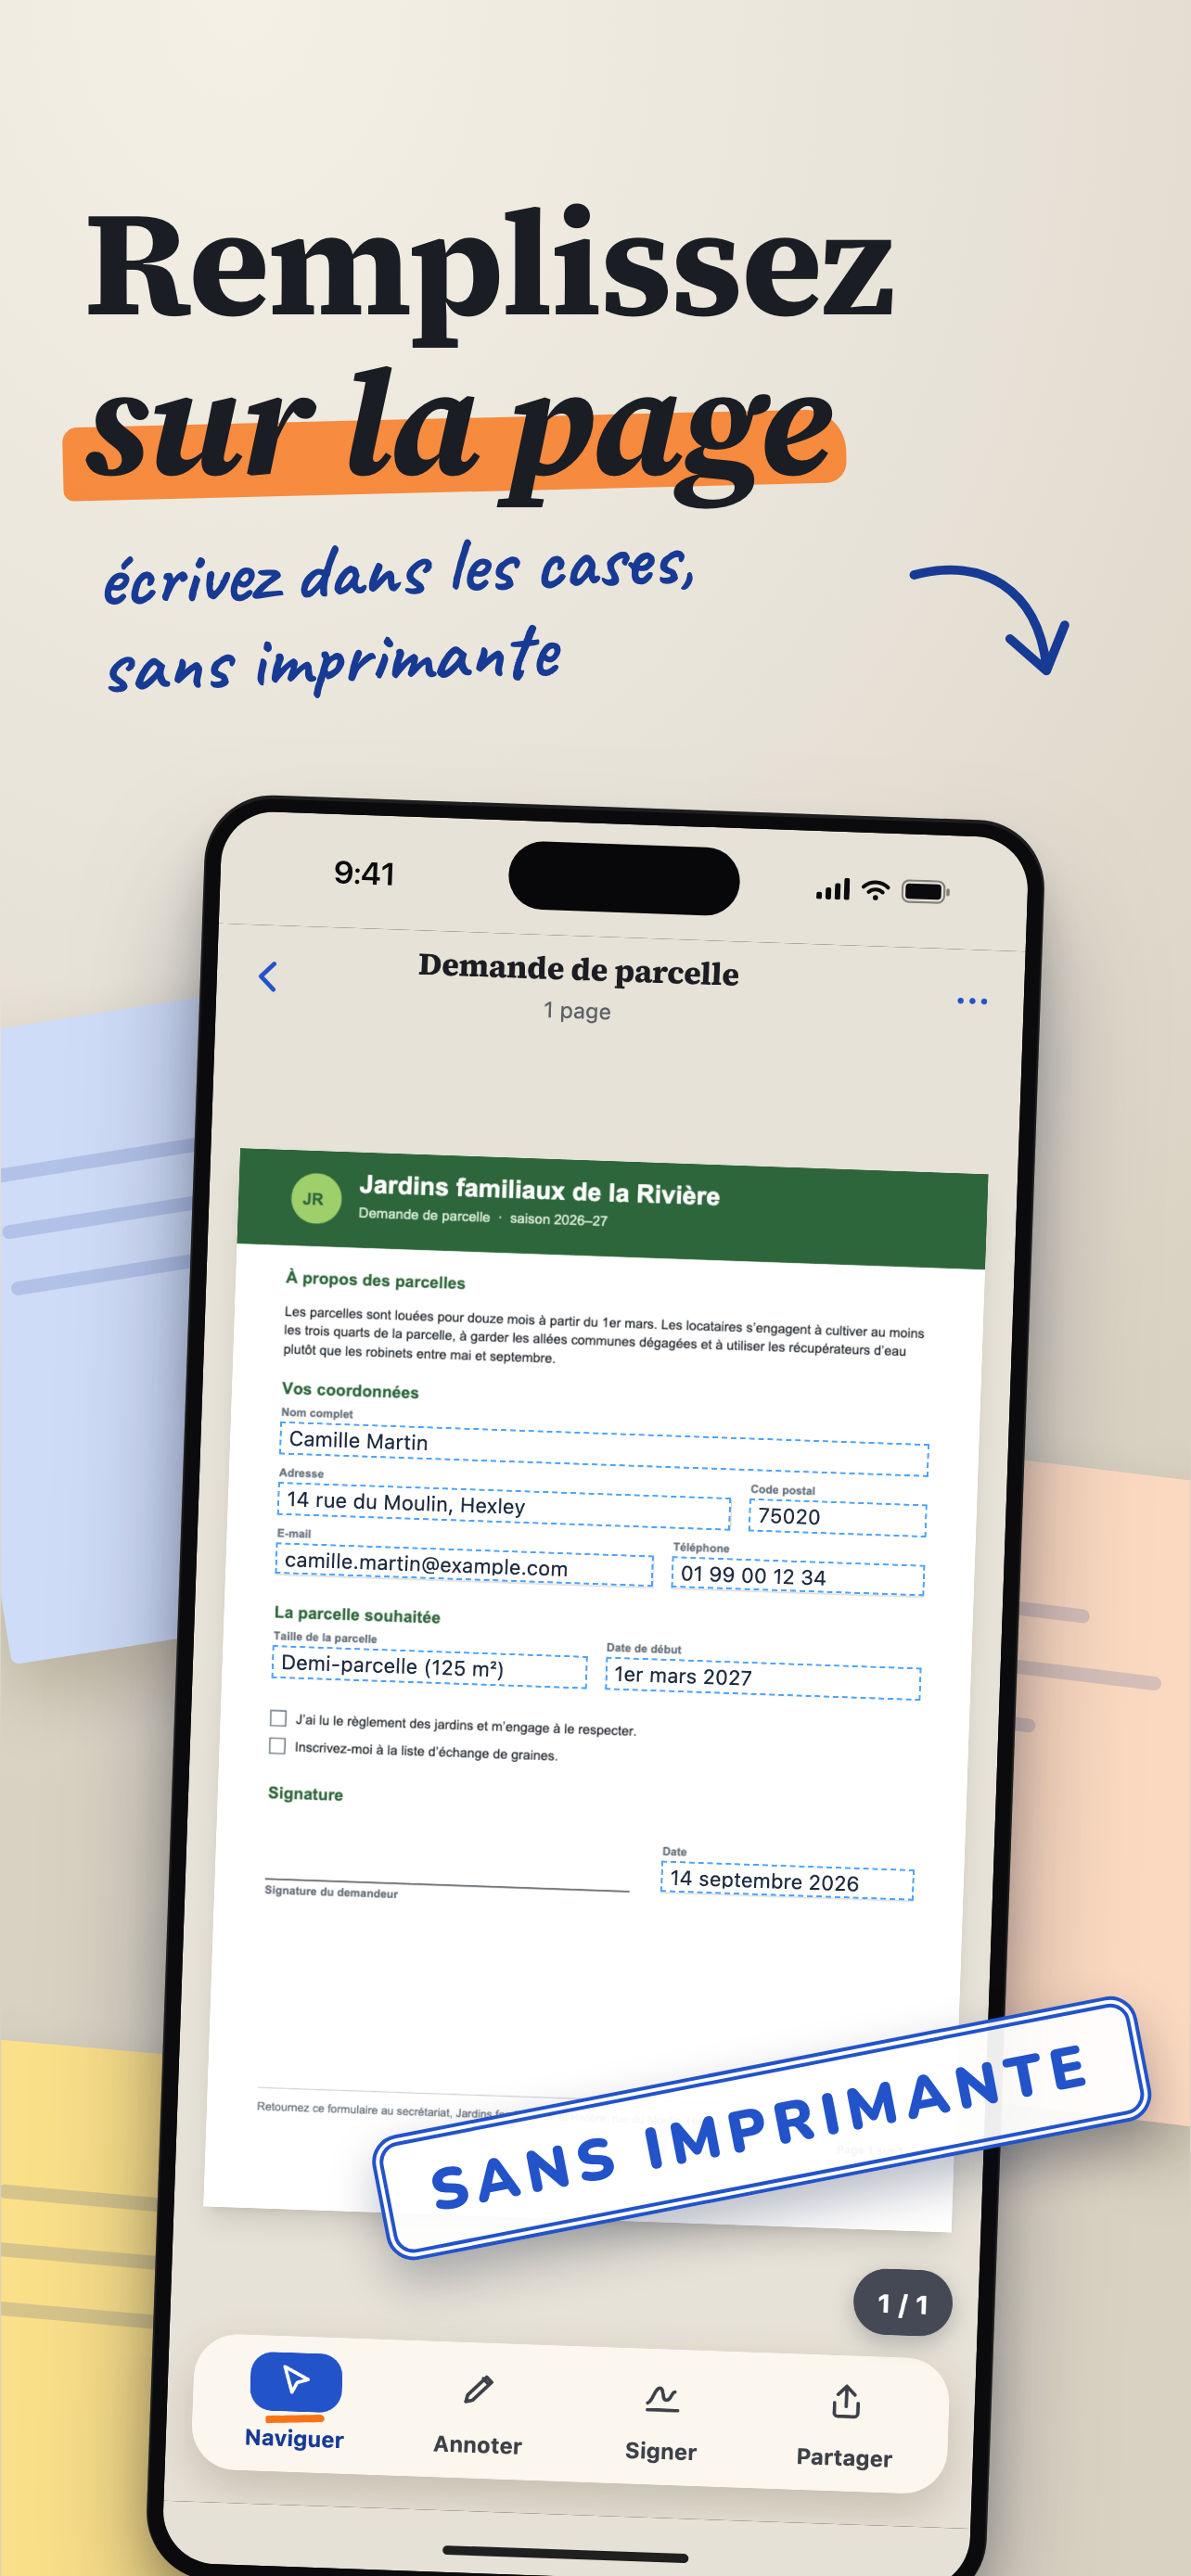 Remplissez
sur la page
écrivez dans les cases,
sans imprimante
9:41
Demande de parcelle
1 page
JR
Jardins familiaux de la Rivière
Demande de parcelle · saison 2026–27
À propos des parcelles
Les parcelles sont louées pour douze mois à partir du 1er mars. Les locataires s'engagent à cultiver au moins
les trois quarts de la parcelle, à garder les allées communes dégagées et à utiliser les récupérateurs d'eau
plutôt que les robinets entre mai et septembre.
Vos coordonnées
Nom complet
Camille Martin
Adresse
Code postal
14 rue du Moulin, Hexley
75020
E-mail
Téléphone
camille.martin@example.com
01 99 00 12 34
La parcelle souhaitée
Taille de la parcelle
Date de début
Demi-parcelle (125 m²)
1er mars 2027
J'ai lu le règlement des jardins et m'engage à le respecter.
Inscrivez-moi à la liste d'échange de graines.
Signature
Date
14 septembre 2026
Signature du demandeur
Retournez ce formulaire au secrétariat, Jardins
SANS IMPRIMANTE
1 / 1
Naviguer
Annoter
Signer
Partager